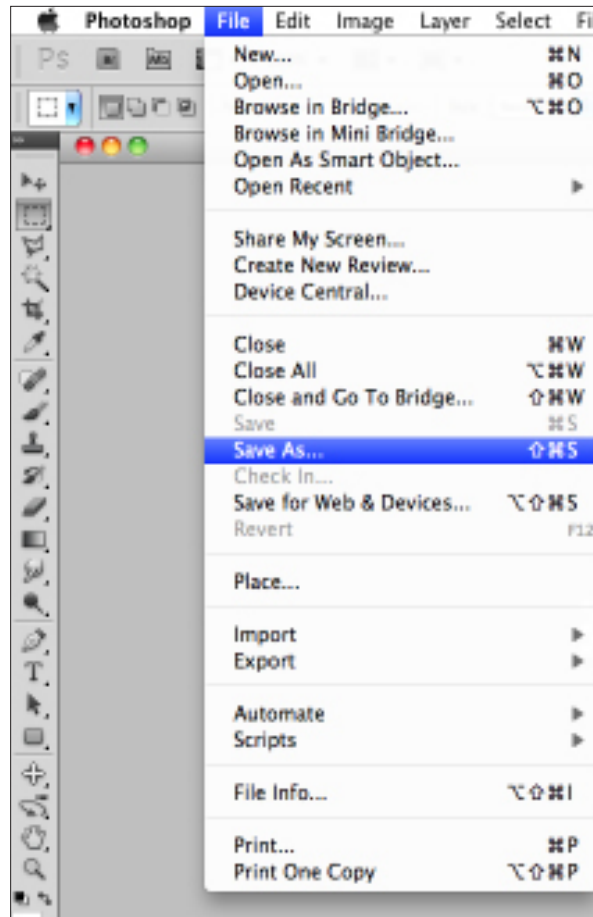 Photoshop File Edit Image Layer Select Fi
Ps Mb
New... ⌘N
Open... ⌘O
Browse in Bridge... ⌥⌘O
Browse in Mini Bridge...
Open As Smart Object...
Open Recent ▶
Share My Screen...
Create New Review...
Device Central...
Close ⌘W
Close All ⌥⌘W
Close and Go To Bridge... ⇧⌘W
Save ⌘S
Save As... ⇧⌘S
Check In...
Save for Web & Devices... ⌥⇧⌘S
Revert F12
Place...
Import ▶
Export ▶
Automate ▶
Scripts ▶
File Info... ⌥⇧⌘I
Print... ⌘P
Print One Copy ⌥⇧⌘P